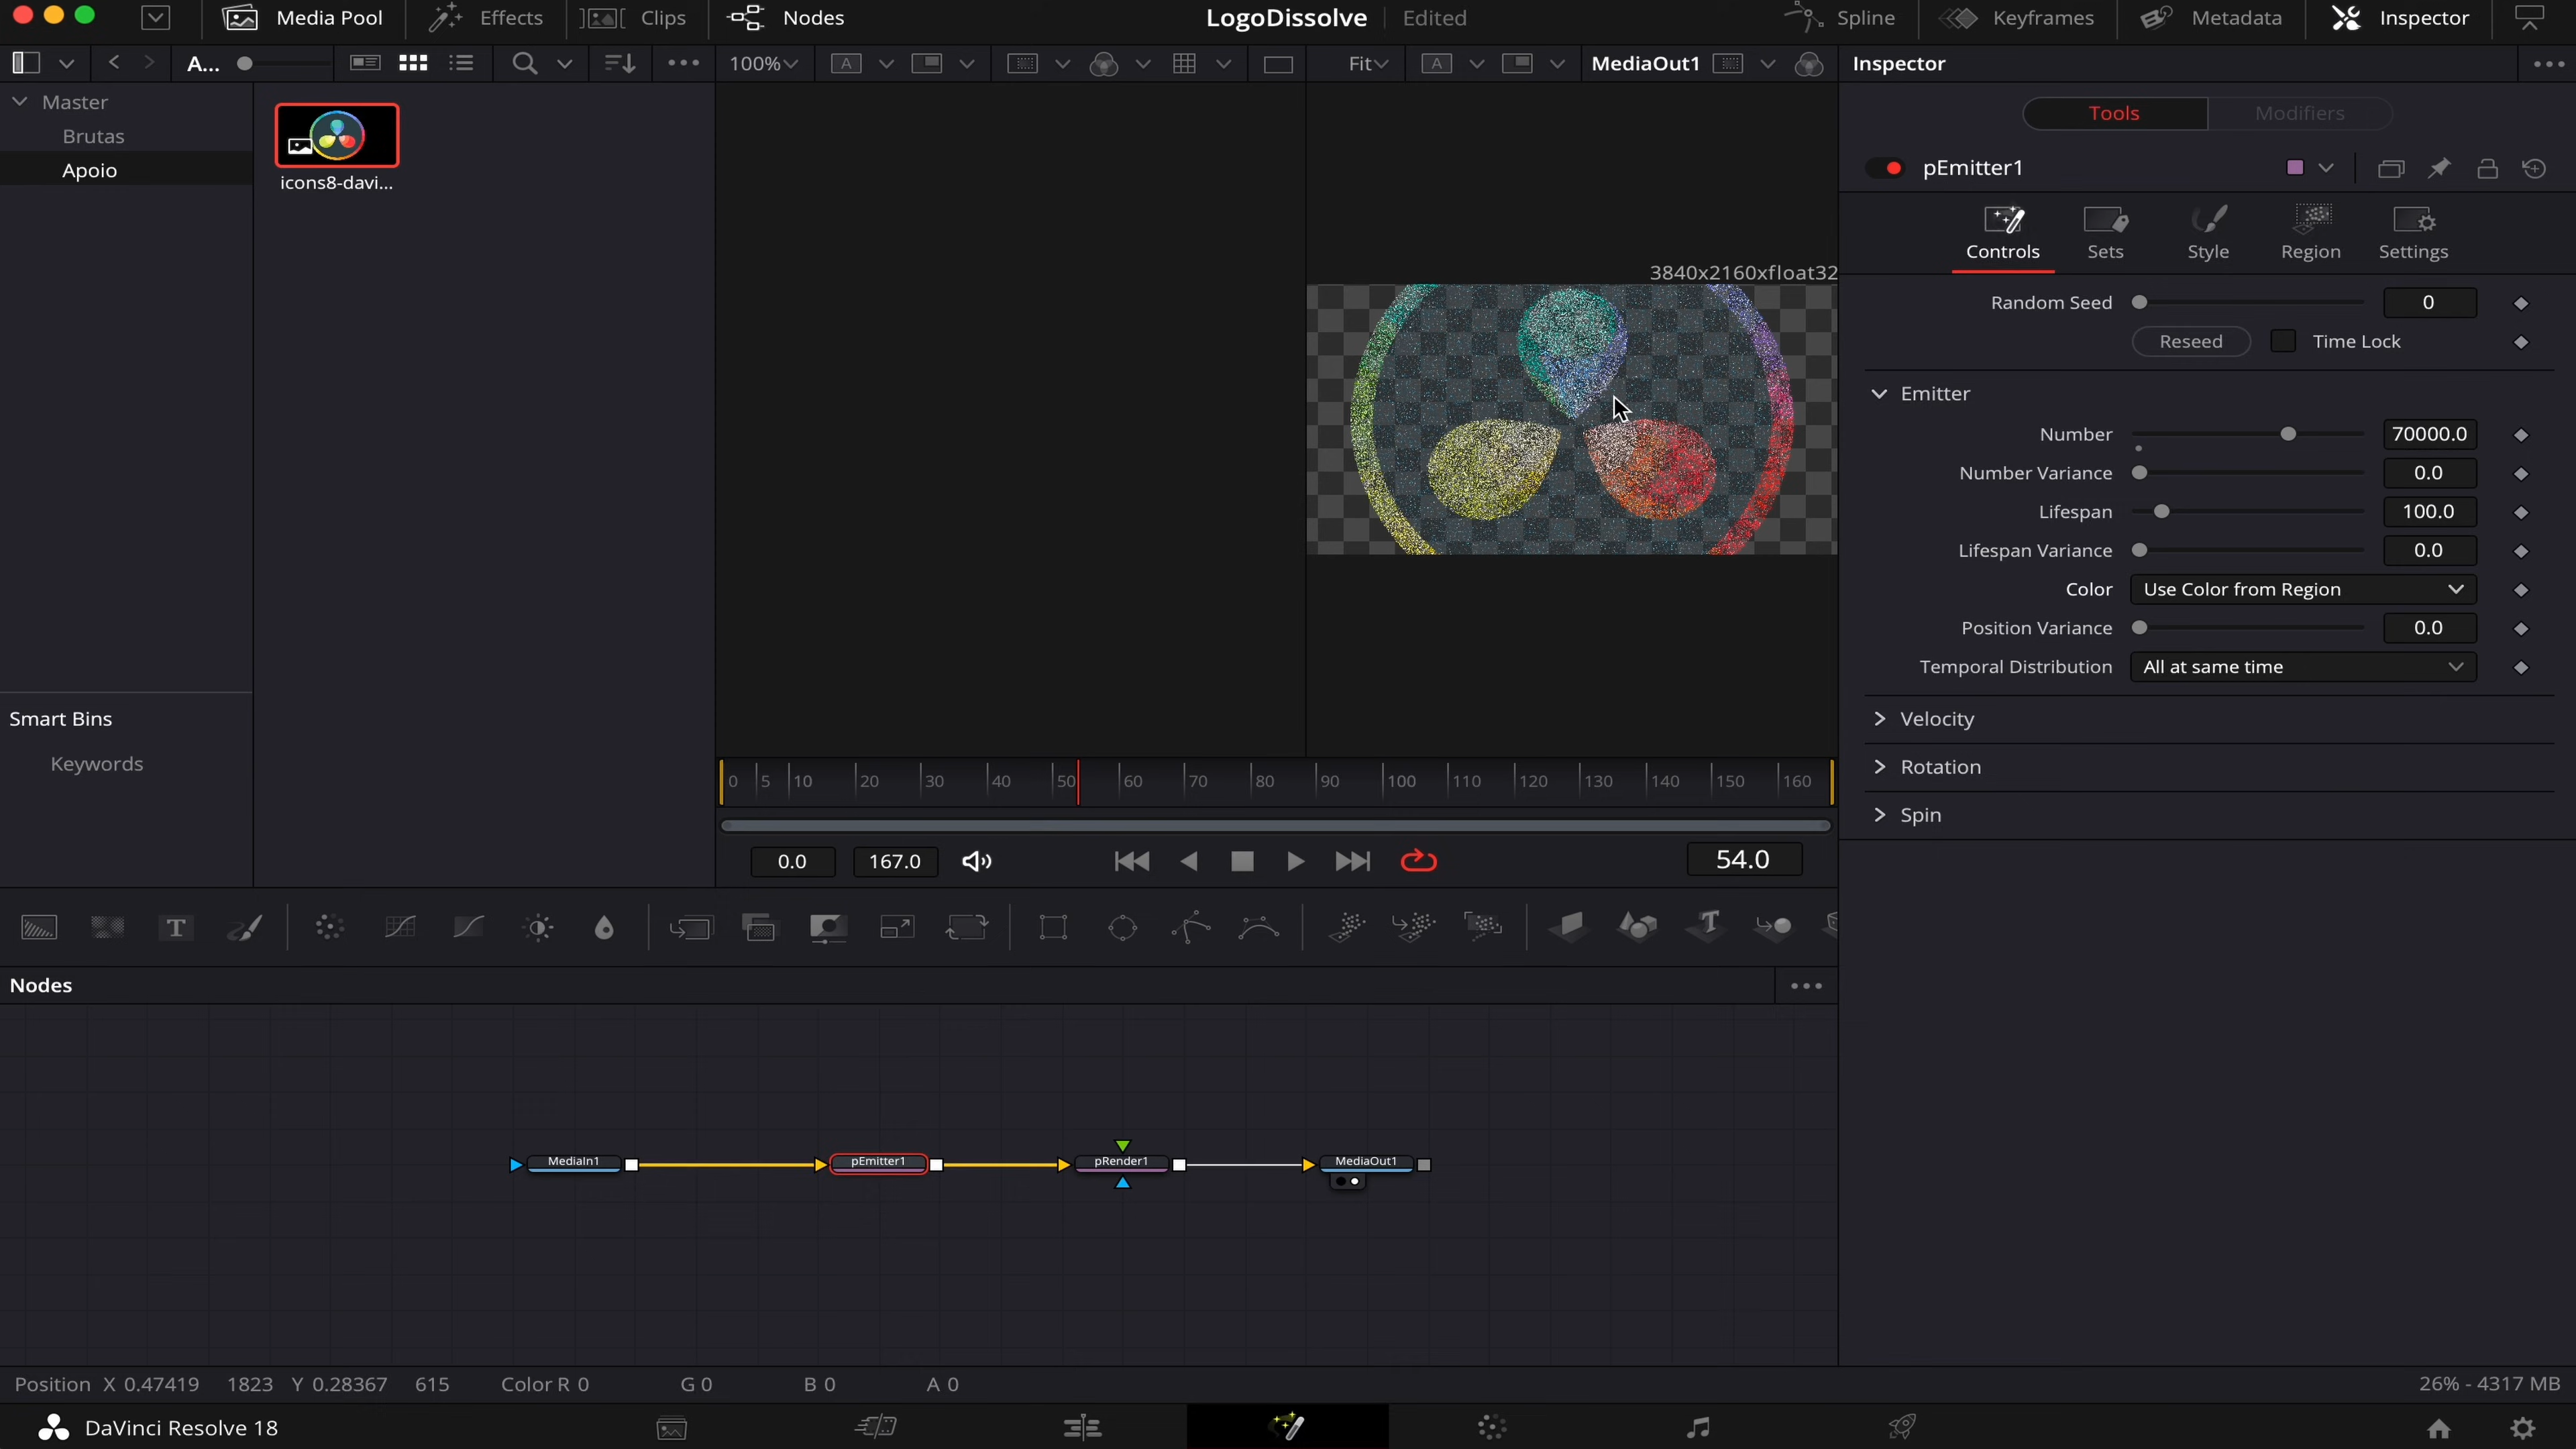 Media Pool Effects Clips Nodes LogoDissolve Edited Spline Keyframes Metadata Inspector
A... 100% A Fit A MediaOut1 Inspector
Master
Brutas
Apoio
icons8-davi...
Smart Bins
Keywords
3840x2160xfloat32
0 5 10 20 30 40 50 60 70 80 90 100 110 120 130 140 150 160
0.0 167.0 54.0
Tools Modifiers
pEmitter1
Controls Sets Style Region Settings
Random Seed 0
Reseed Time Lock
Emitter
Number 70000.0
Number Variance 0.0
Lifespan 100.0
Lifespan Variance 0.0
Color Use Color from Region
Position Variance 0.0
Temporal Distribution All at same time
Velocity
Rotation
Spin
T T
Nodes
MediaIn1 pEmitter1 pRender1 MediaOut1
Position X 0.47419 1823 Y 0.28367 615 Color R 0 G 0 B 0 A 0 26% - 4317 MB
DaVinci Resolve 18